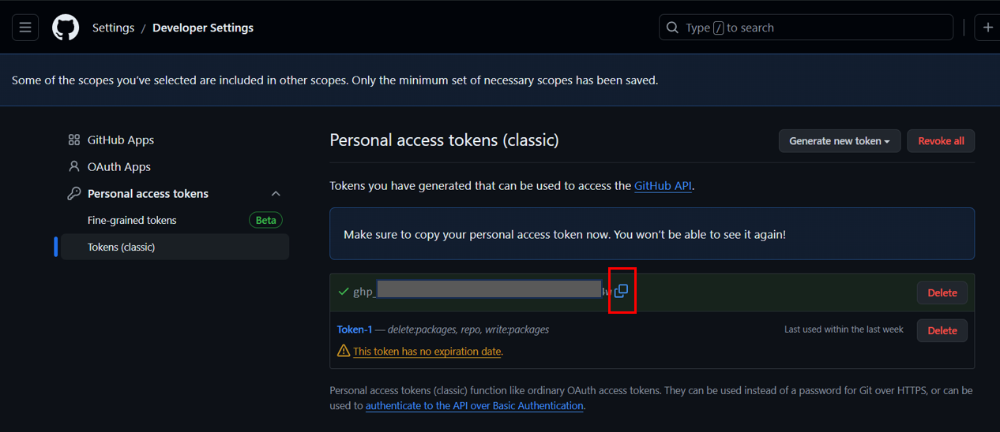 Settings / Developer Settings
Type / to search
Some of the scopes you've selected are included in other scopes. Only the minimum set of necessary scopes has been saved.
GitHub Apps
OAuth Apps
Personal access tokens
Fine-grained tokens Beta
Tokens (classic)
Personal access tokens (classic)
Generate new token
Revoke all
Tokens you have generated that can be used to access the GitHub API.
Make sure to copy your personal access token now. You won't be able to see it again!
ghp_
Delete
Token-1 — delete:packages, repo, write:packages
Last used within the last week
Delete
This token has no expiration date.
Personal access tokens (classic) function like ordinary OAuth access tokens. They can be used instead of a password for Git over HTTPS, or can be
used to authenticate to the API over Basic Authentication.